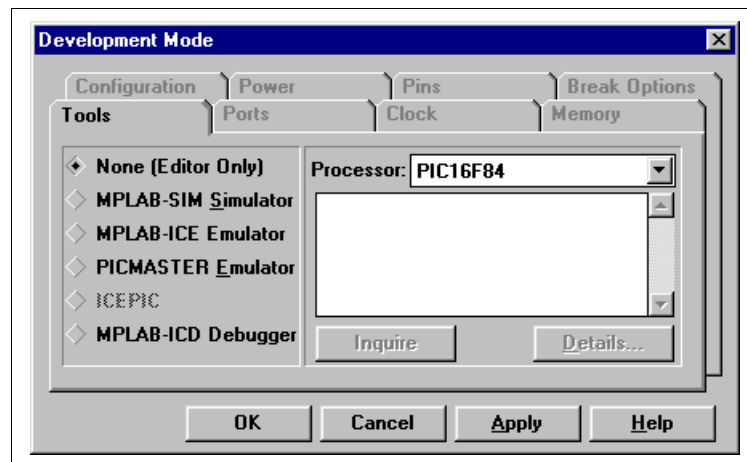 Development Mode
Configuration Power Pins Break Options
Tools Ports Clock Memory
None (Editor Only)
MPLAB-SIM Simulator
MPLAB-ICE Emulator
PICMASTER Emulator
ICEPIC
MPLAB-ICD Debugger
Processor: PIC16F84
Inquire Details...
OK Cancel Apply Help